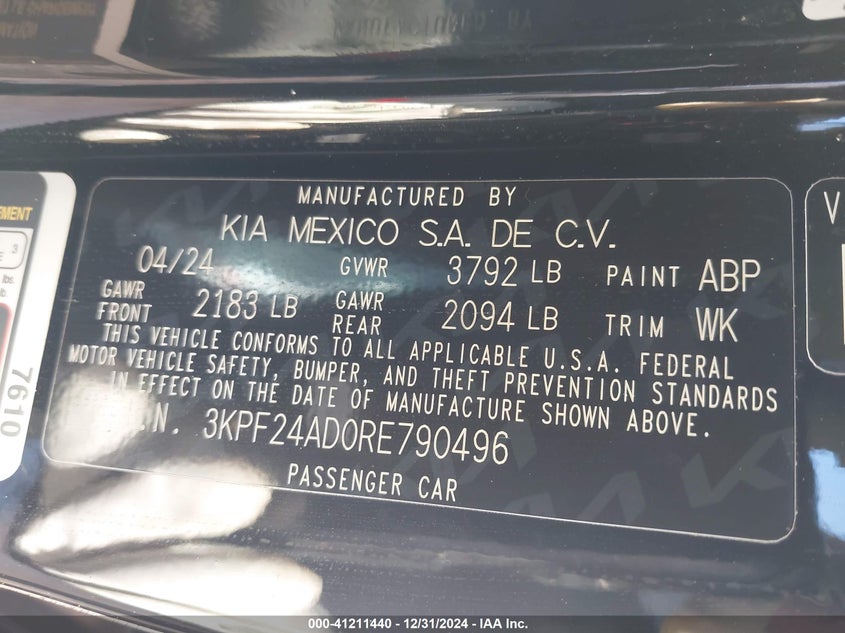 MANUFACTURED BY
KIA MEXICO S.A. DE C.V.
04/24 GVWR 3792 LB PAINT ABP
GAWR FRONT 2183 LB GAWR REAR 2094 LB TRIM WK
THIS VEHICLE CONFORMS TO ALL APPLICABLE U.S.A. FEDERAL
MOTOR VEHICLE SAFETY, BUMPER, AND THEFT PREVENTION STANDARDS
IN EFFECT ON THE DATE OF MANUFACTURE SHOWN ABOVE.
.N. 3KPF24AD0RE790496
PASSENGER CAR
EMENT
3
lbs.
7610
V
000-41211440 - 12/31/2024 - IAA Inc.